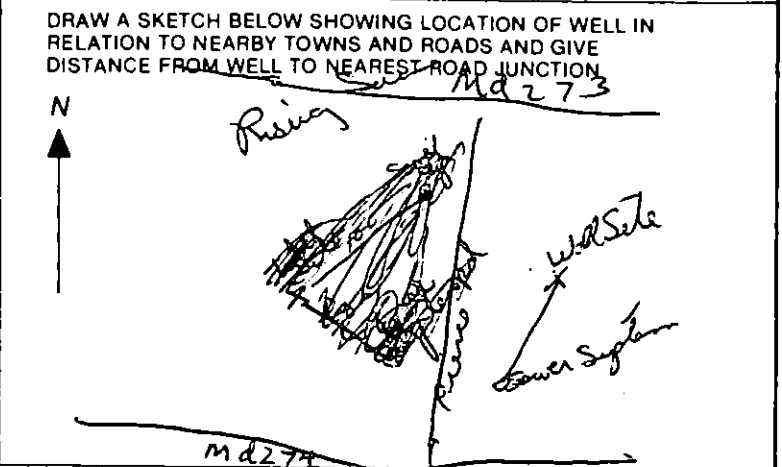 DRAW A SKETCH BELOW SHOWING LOCATION OF WELL IN
RELATION TO NEARBY TOWNS AND ROADS AND GIVE
DISTANCE FROM WELL TO NEAREST ROAD JUNCTION
Rising Sun
Md 273
N
Well Site
Sewer System
Md 274